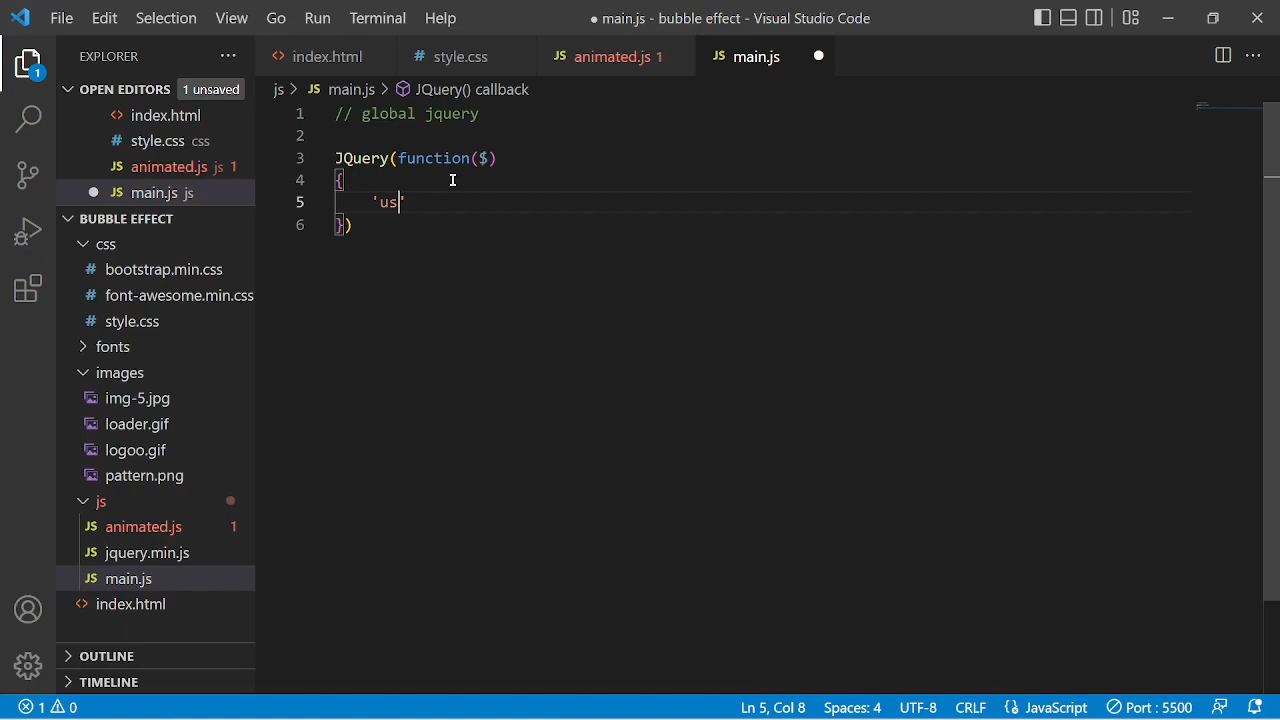 File Edit Selection View Go Run Terminal Help ● main.js - bubble effect - Visual Studio Code
EXPLORER
index.html
style.css
animated.js 1
main.js
OPEN EDITORS 1 unsaved
index.html
style.css css
animated.js js 1
main.js js
BUBBLE EFFECT
css
bootstrap.min.css
font-awesome.min.css
style.css
fonts
images
img-5.jpg
loader.gif
logoo.gif
pattern.png
js
JS animated.js 1
JS jquery.min.js
JS main.js
index.html
OUTLINE
TIMELINE
js > JS main.js > JQuery() callback
1 // global jquery
2
3 JQuery(function($)
4 {
5 'us'
6 })
1 0 Ln 5, Col 8 Spaces: 4 UTF-8 CRLF JavaScript Port : 5500